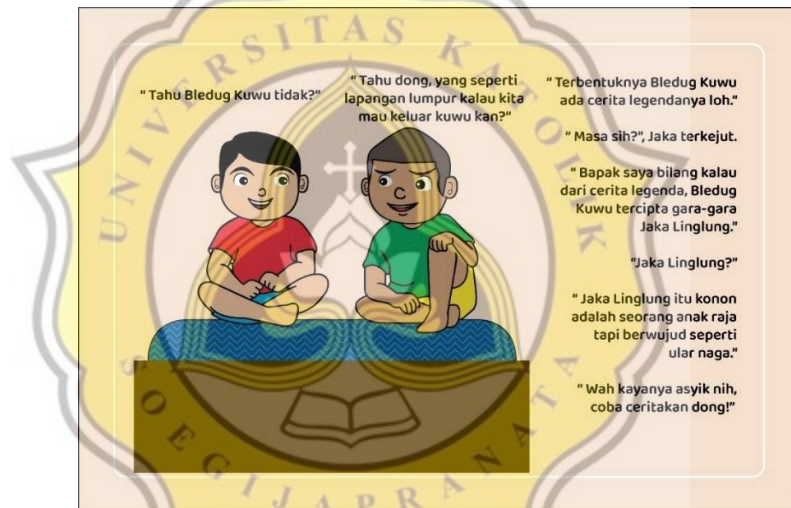 UNIVERSITAS KATOLIK
SOEGIJAPRANATA
“ Tahu Bledug Kuwu tidak?”
“ Tahu dong, yang seperti
lapangan lumpur kalau kita
mau keluar kuwu kan?”
“ Terbentuknya Bledug Kuwu
ada cerita legendanya loh.”
“ Masa sih?”, Jaka terkejut.
“ Bapak saya bilang kalau
dari cerita legenda, Bledug
Kuwu tercipta gara-gara
Jaka Linglung.”
“Jaka Linglung?”
“ Jaka Linglung itu konon
adalah seorang anak raja
tapi berwujud seperti
ular naga.”
“ Wah kayanya asyik nih,
coba ceritakan dong!”